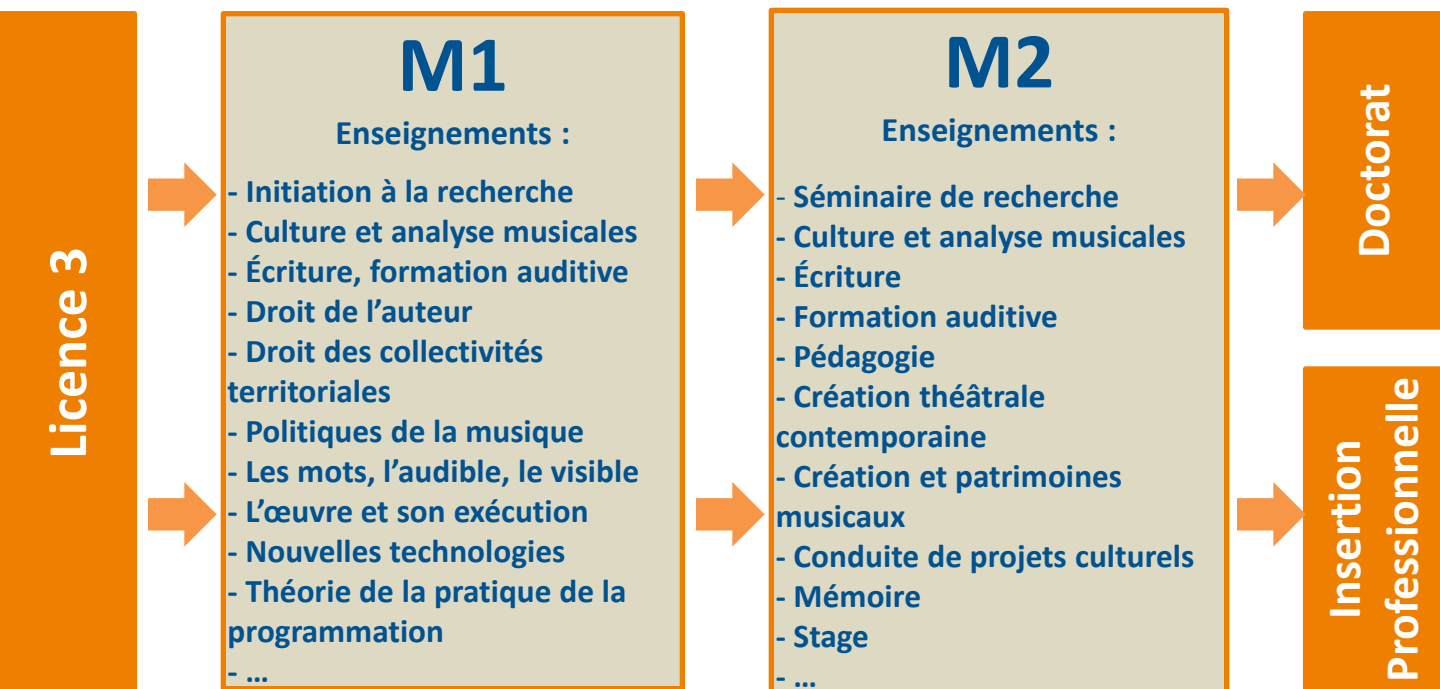 Licence 3
M1
Enseignements :
- Initiation à la recherche
- Culture et analyse musicales
- Écriture, formation auditive
- Droit de l’auteur
- Droit des collectivités
territoriales
- Politiques de la musique
- Les mots, l’audible, le visible
- L’œuvre et son exécution
- Nouvelles technologies
- Théorie de la pratique de la
programmation
- …
M2
Enseignements :
- Séminaire de recherche
- Culture et analyse musicales
- Écriture
- Formation auditive
- Pédagogie
- Création théâtrale
contemporaine
- Création et patrimoines
musicaux
- Conduite de projets culturels
- Mémoire
- Stage
- …
Doctorat
Insertion
Professionnelle